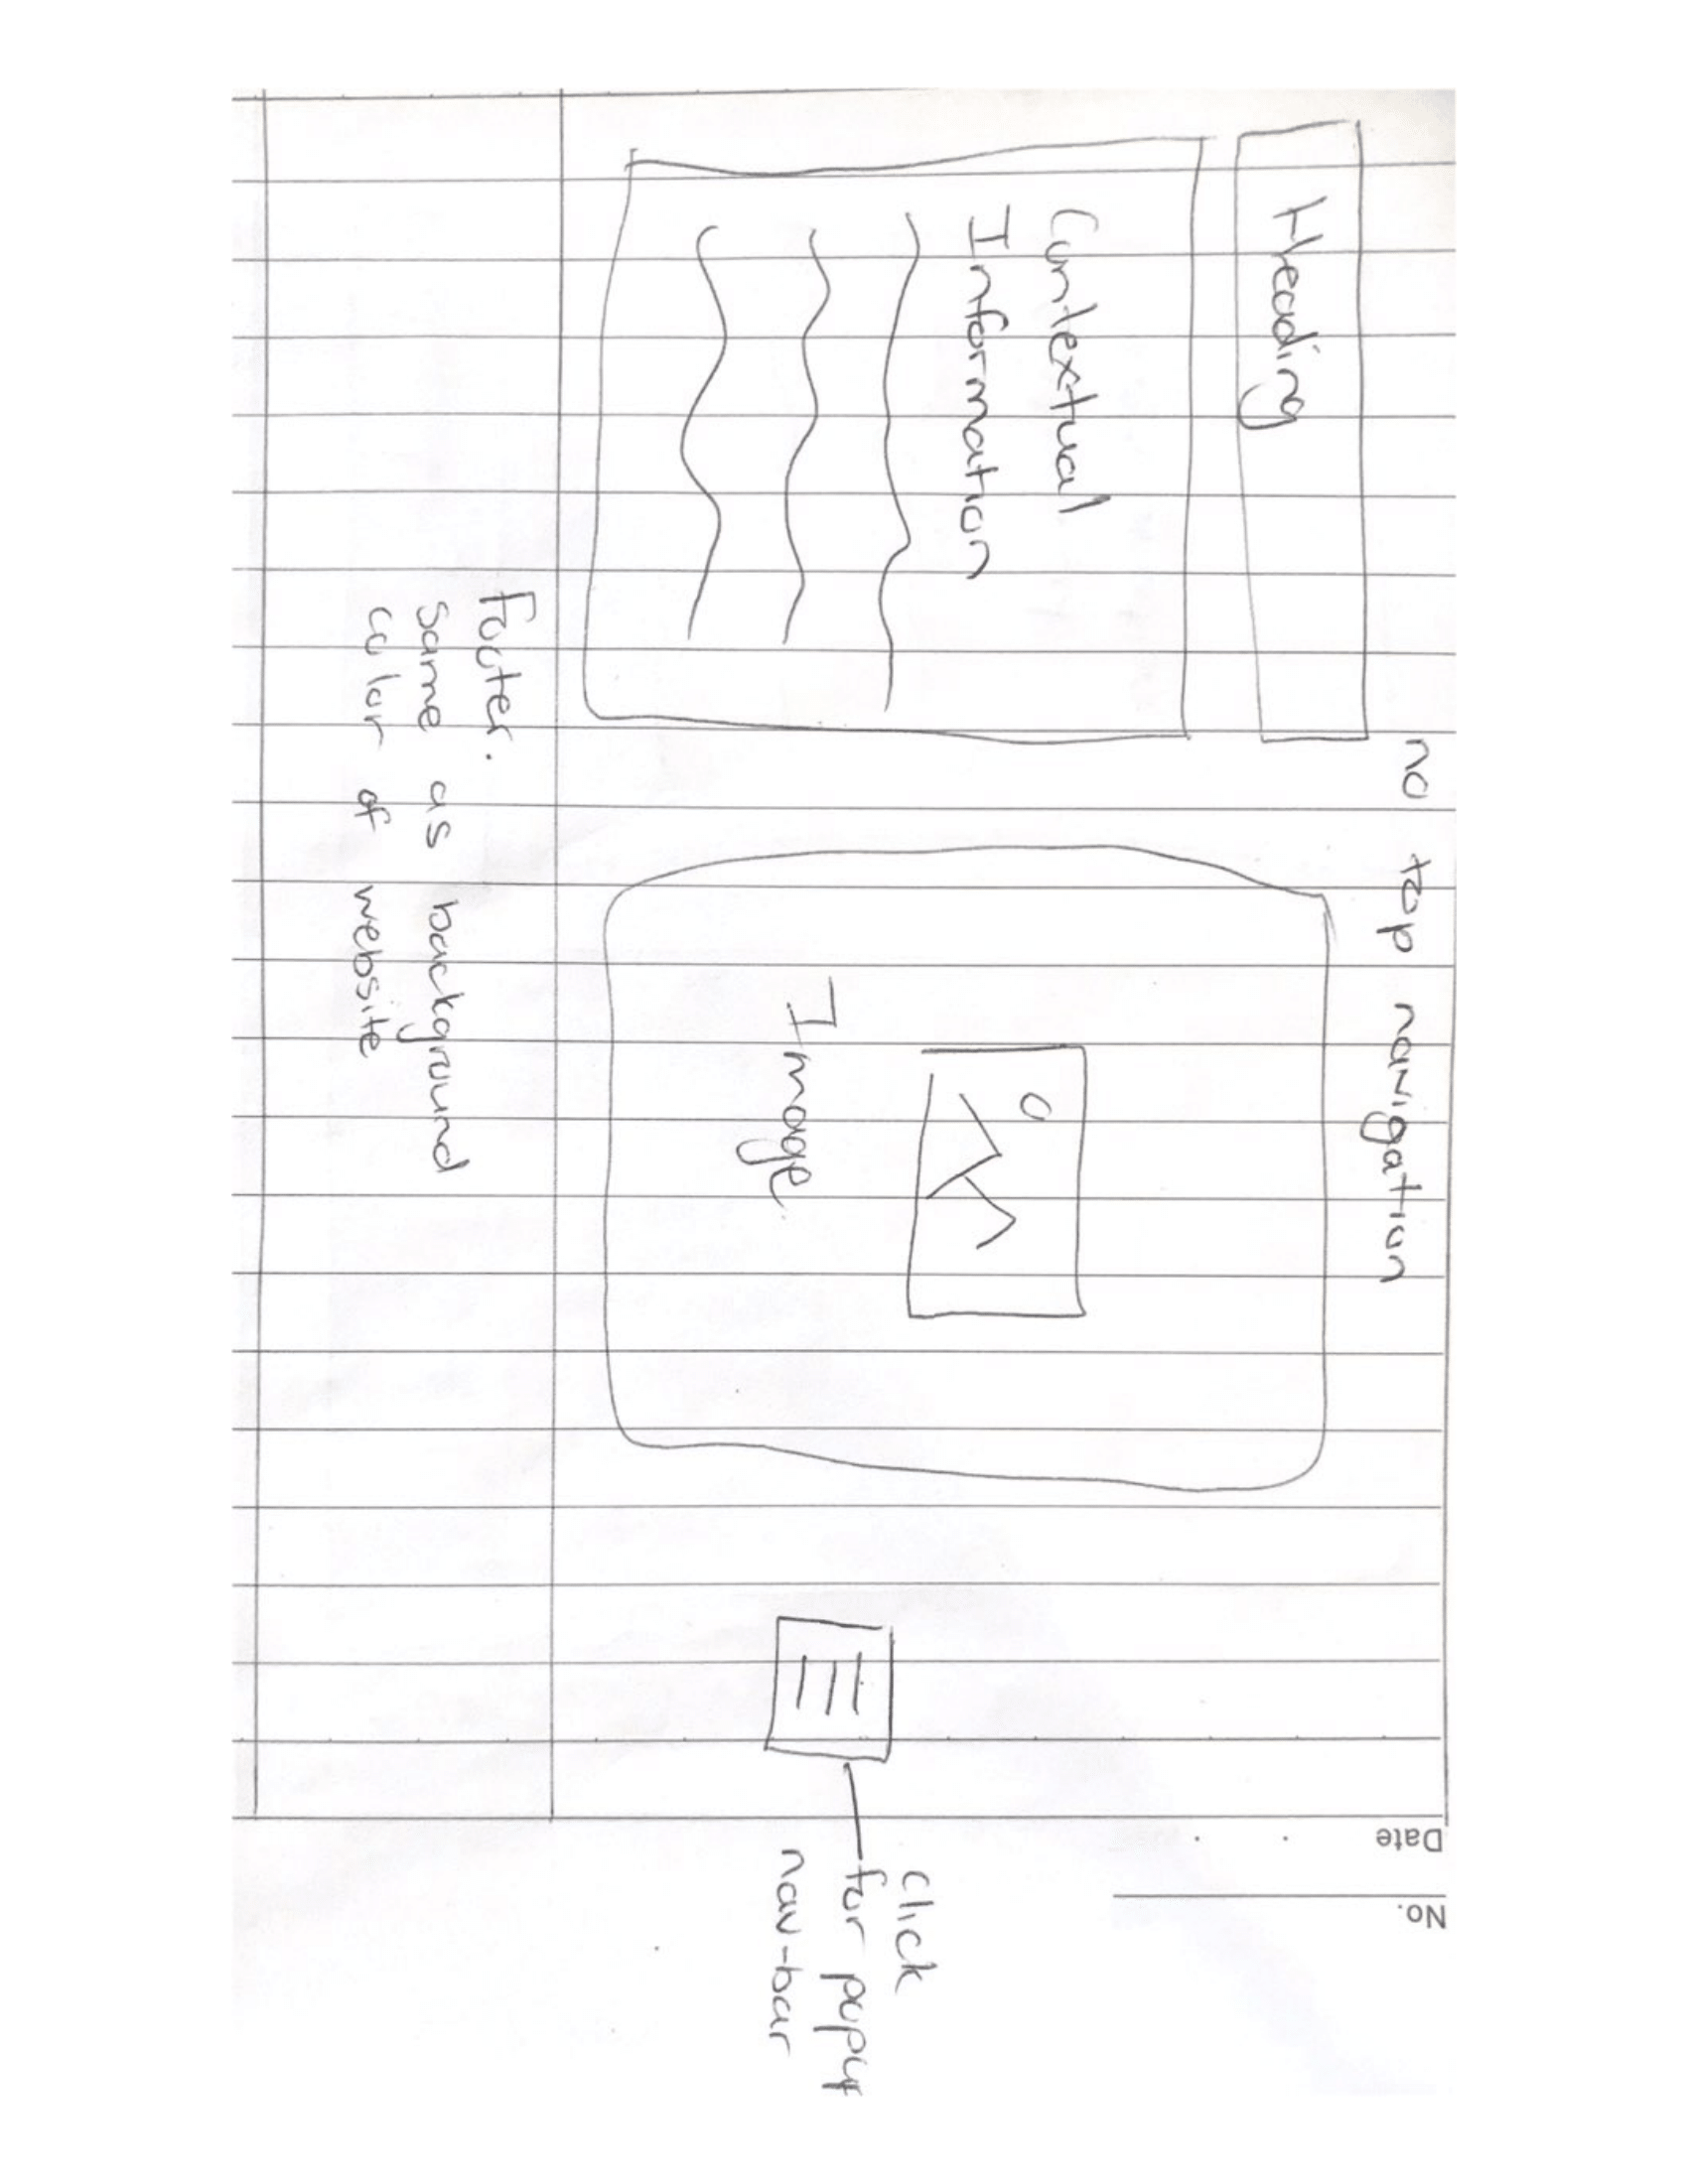 No.
Date
no top navigation
Heading
Contextual
Information
Image
click
for popup
nav-bar
Footer.
same as background
color of website